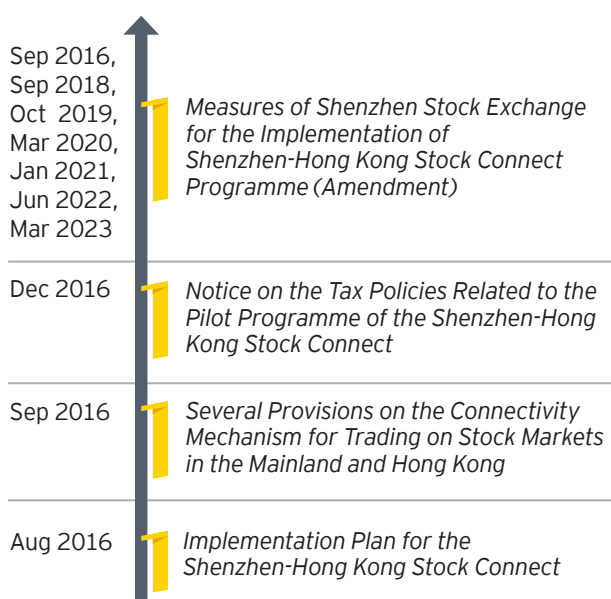 Sep 2016,
Sep 2018,
Oct 2019,
Mar 2020,
Jan 2021,
Jun 2022,
Mar 2023
Measures of Shenzhen Stock Exchange
for the Implementation of
Shenzhen-Hong Kong Stock Connect
Programme (Amendment)
Dec 2016
Notice on the Tax Policies Related to the
Pilot Programme of the Shenzhen-Hong
Kong Stock Connect
Sep 2016
Several Provisions on the Connectivity
Mechanism for Trading on Stock Markets
in the Mainland and Hong Kong
Aug 2016
Implementation Plan for the
Shenzhen-Hong Kong Stock Connect